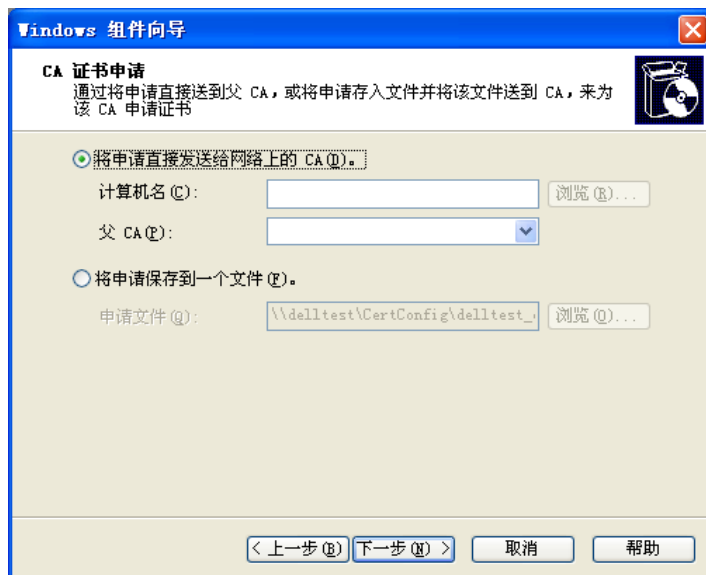 Windows 组件向导
CA 证书申请
通过将申请直接送到父 CA，或将申请存入文件并将该文件送到 CA，来为
该 CA 申请证书
将申请直接发送给网络上的 CA(D)。
计算机名(C)：
浏览(R)...
父 CA(P)：
将申请保存到一个文件(F)。
申请文件(Q)：
\\delltest\CertConfig\delltest_
浏览(O)...
< 上一步(B) 下一步(N) > 取消 帮助